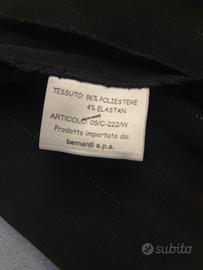 TESSUTO: 96% POLIESTERE
4% ELASTAN
ARTICOLO: 05/C-222/W
Prodotto importato da:
bernardi s.p.a.
subito